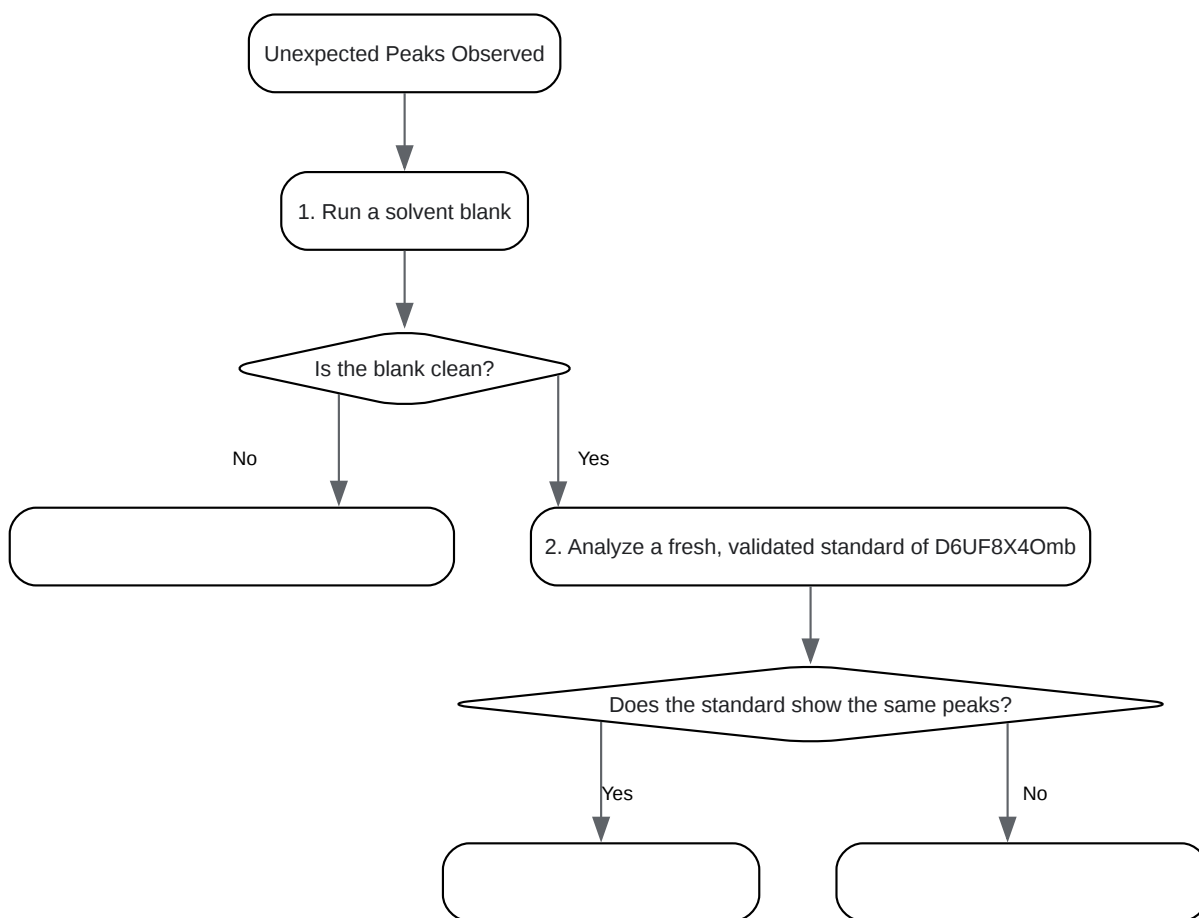 Unexpected Peaks Observed
1. Run a solvent blank
Is the blank clean?
No
Yes
2. Analyze a fresh, validated standard of D6UF8X4Omb
Does the standard show the same peaks?
Yes
No